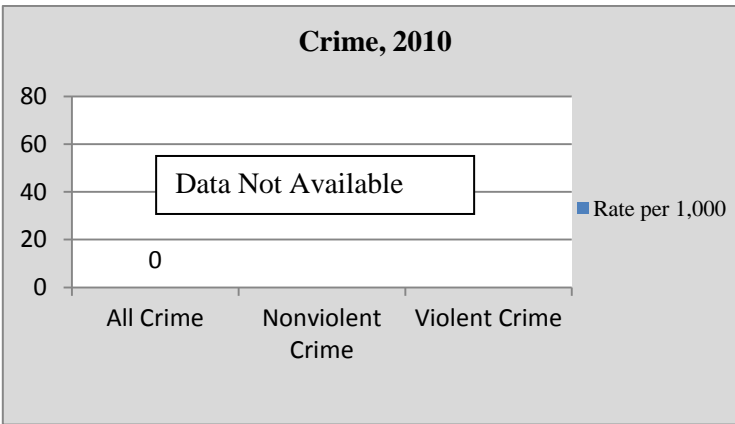 Crime, 2010
80
60
40
20
0
Data Not Available
0
Rate per 1,000
All Crime
Nonviolent
Crime
Violent Crime